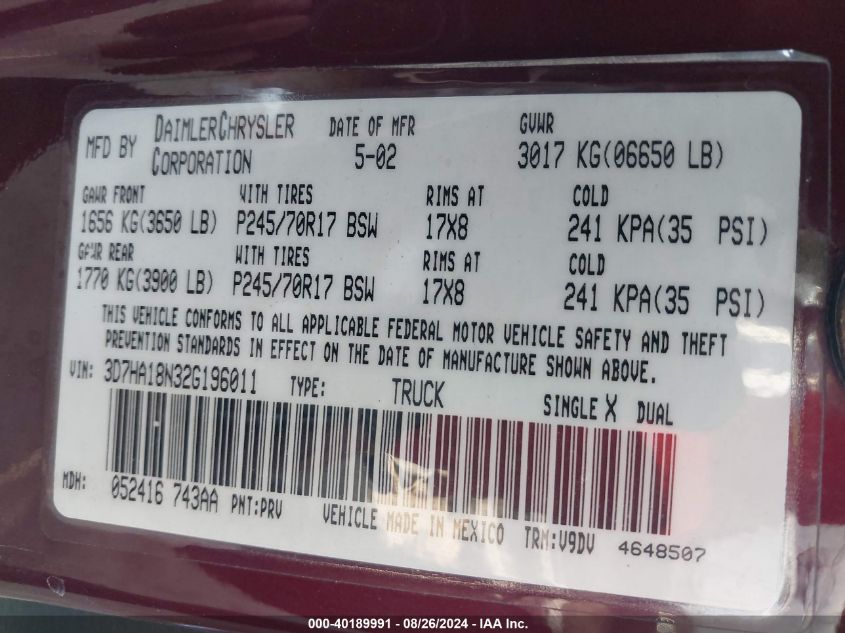 MFD BY DAIMLERCHRYSLER CORPORATION DATE OF MFR 5-02 GVWR 3017 KG(06650 LB)
GAWR FRONT WITH TIRES RIMS AT COLD
1656 KG(3650 LB) P245/70R17 BSW 17X8 241 KPA(35 PSI)
GAWR REAR WITH TIRES RIMS AT COLD
1770 KG(3900 LB) P245/70R17 BSW 17X8 241 KPA(35 PSI)
THIS VEHICLE CONFORMS TO ALL APPLICABLE FEDERAL MOTOR VEHICLE SAFETY AND THEFT
PREVENTION STANDARDS IN EFFECT ON THE DATE OF MANUFACTURE SHOWN ABOVE.
VIN: 3D7HA18N32G196011 TYPE: TRUCK SINGLE X DUAL
MDH: 052416 743AA PNT:PRV VEHICLE MADE IN MEXICO TRM:V9DV 4648507
000-40189991 - 08/26/2024 - IAA Inc.